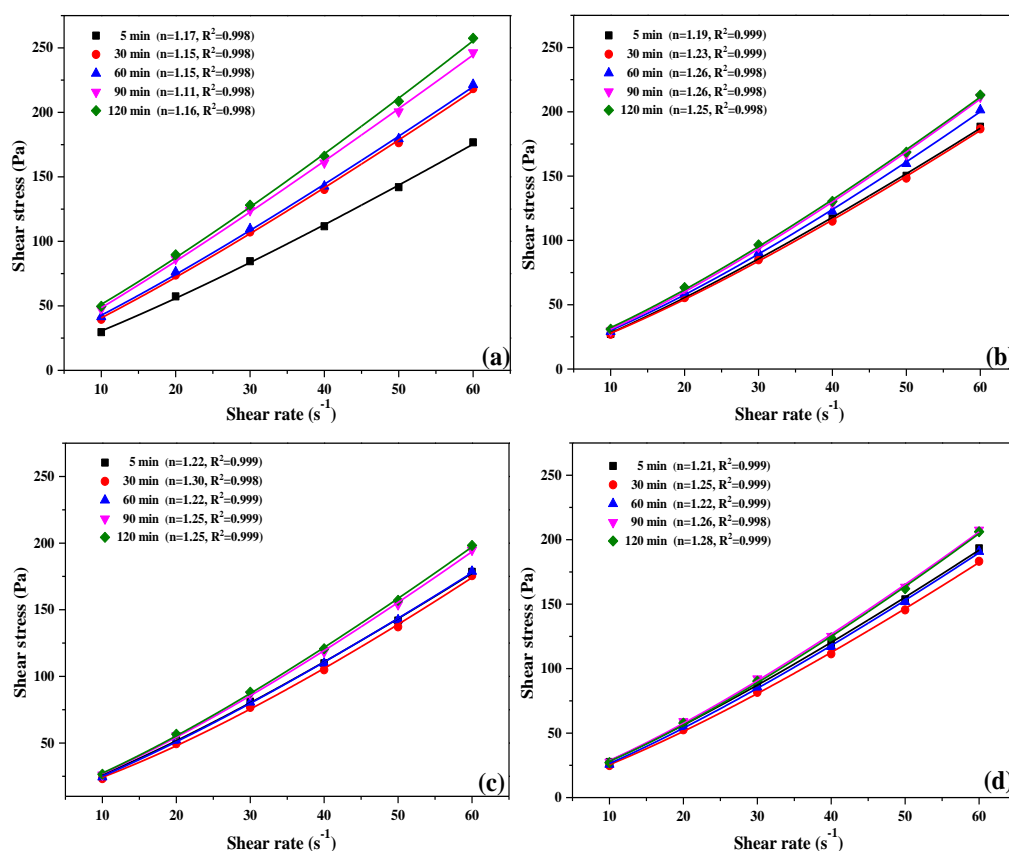 5 min (n=1.17, R²=0.998)
30 min (n=1.15, R²=0.998)
60 min (n=1.15, R²=0.998)
90 min (n=1.11, R²=0.998)
120 min (n=1.16, R²=0.998)
250
200
150
100
50
0
Shear stress (Pa)
10 20 30 40 50 60
Shear rate (s⁻¹)
(a)
5 min (n=1.19, R²=0.999)
30 min (n=1.23, R²=0.999)
60 min (n=1.26, R²=0.998)
90 min (n=1.26, R²=0.998)
120 min (n=1.25, R²=0.998)
250
200
150
100
50
0
Shear stress (Pa)
10 20 30 40 50 60
Shear rate (s⁻¹)
(b)
5 min (n=1.22, R²=0.999)
30 min (n=1.30, R²=0.998)
60 min (n=1.22, R²=0.999)
90 min (n=1.25, R²=0.999)
120 min (n=1.25, R²=0.999)
250
200
150
100
50
Shear stress (Pa)
10 20 30 40 50 60
Shear rate (s⁻¹)
(c)
5 min (n=1.21, R²=0.999)
30 min (n=1.25, R²=0.999)
60 min (n=1.22, R²=0.999)
90 min (n=1.26, R²=0.998)
120 min (n=1.28, R²=0.999)
250
200
150
100
50
0
Shear stress (Pa)
10 20 30 40 50 60
Shear rate (s⁻¹)
(d)